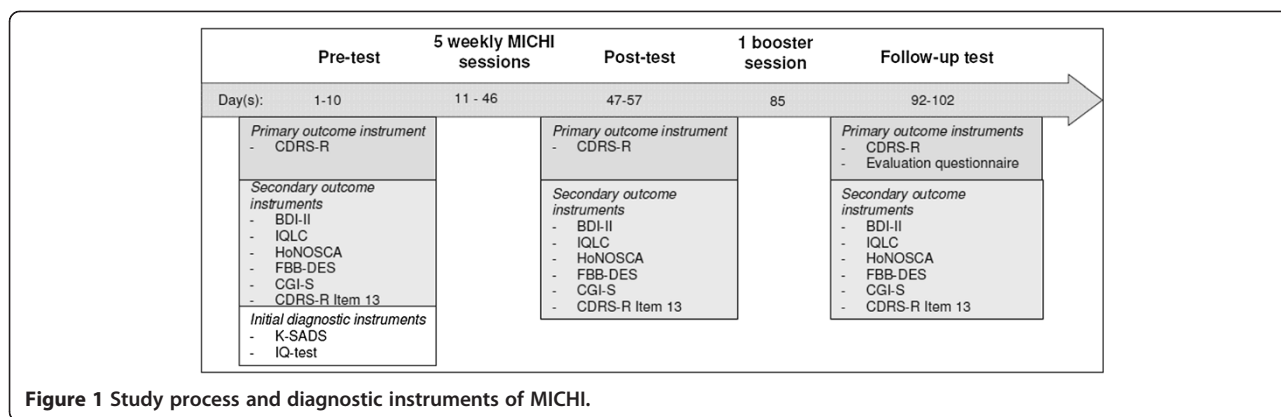 Pre-test
5 weekly MICHI
sessions
Post-test
1 booster
session
Follow-up test
Day(s): 1-10 11 - 46 47-57 85 92-102
Primary outcome instrument
- CDRS-R
Secondary outcome
instruments
- BDI-II
- IQLC
- HoNOSCA
- FBB-DES
- CGI-S
- CDRS-R Item 13
Initial diagnostic instruments
- K-SADS
- IQ-test
Primary outcome instrument
- CDRS-R
Secondary outcome
instruments
- BDI-II
- IQLC
- HoNOSCA
- FBB-DES
- CGI-S
- CDRS-R Item 13
Primary outcome instruments
- CDRS-R
- Evaluation questionnaire
Secondary outcome
instruments
- BDI-II
- IQLC
- HoNOSCA
- FBB-DES
- CGI-S
- CDRS-R Item 13
Figure 1 Study process and diagnostic instruments of MICHI.